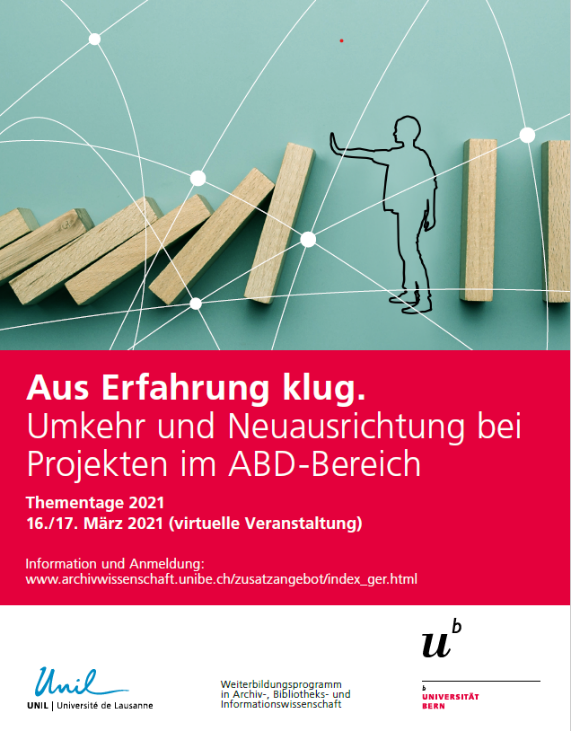 Aus Erfahrung klug.
Umkehr und Neuausrichtung bei
Projekten im ABD-Bereich
Thementage 2021
16./17. März 2021 (virtuelle Veranstaltung)
Information und Anmeldung:
www.archivwissenschaft.unibe.ch/zusatzangebot/index_ger.html
Unil
UNIL | Université de Lausanne
Weiterbildungsprogramm
in Archiv-, Bibliotheks- und
Informationswissenschaft
u^b
b
UNIVERSITÄT
BERN